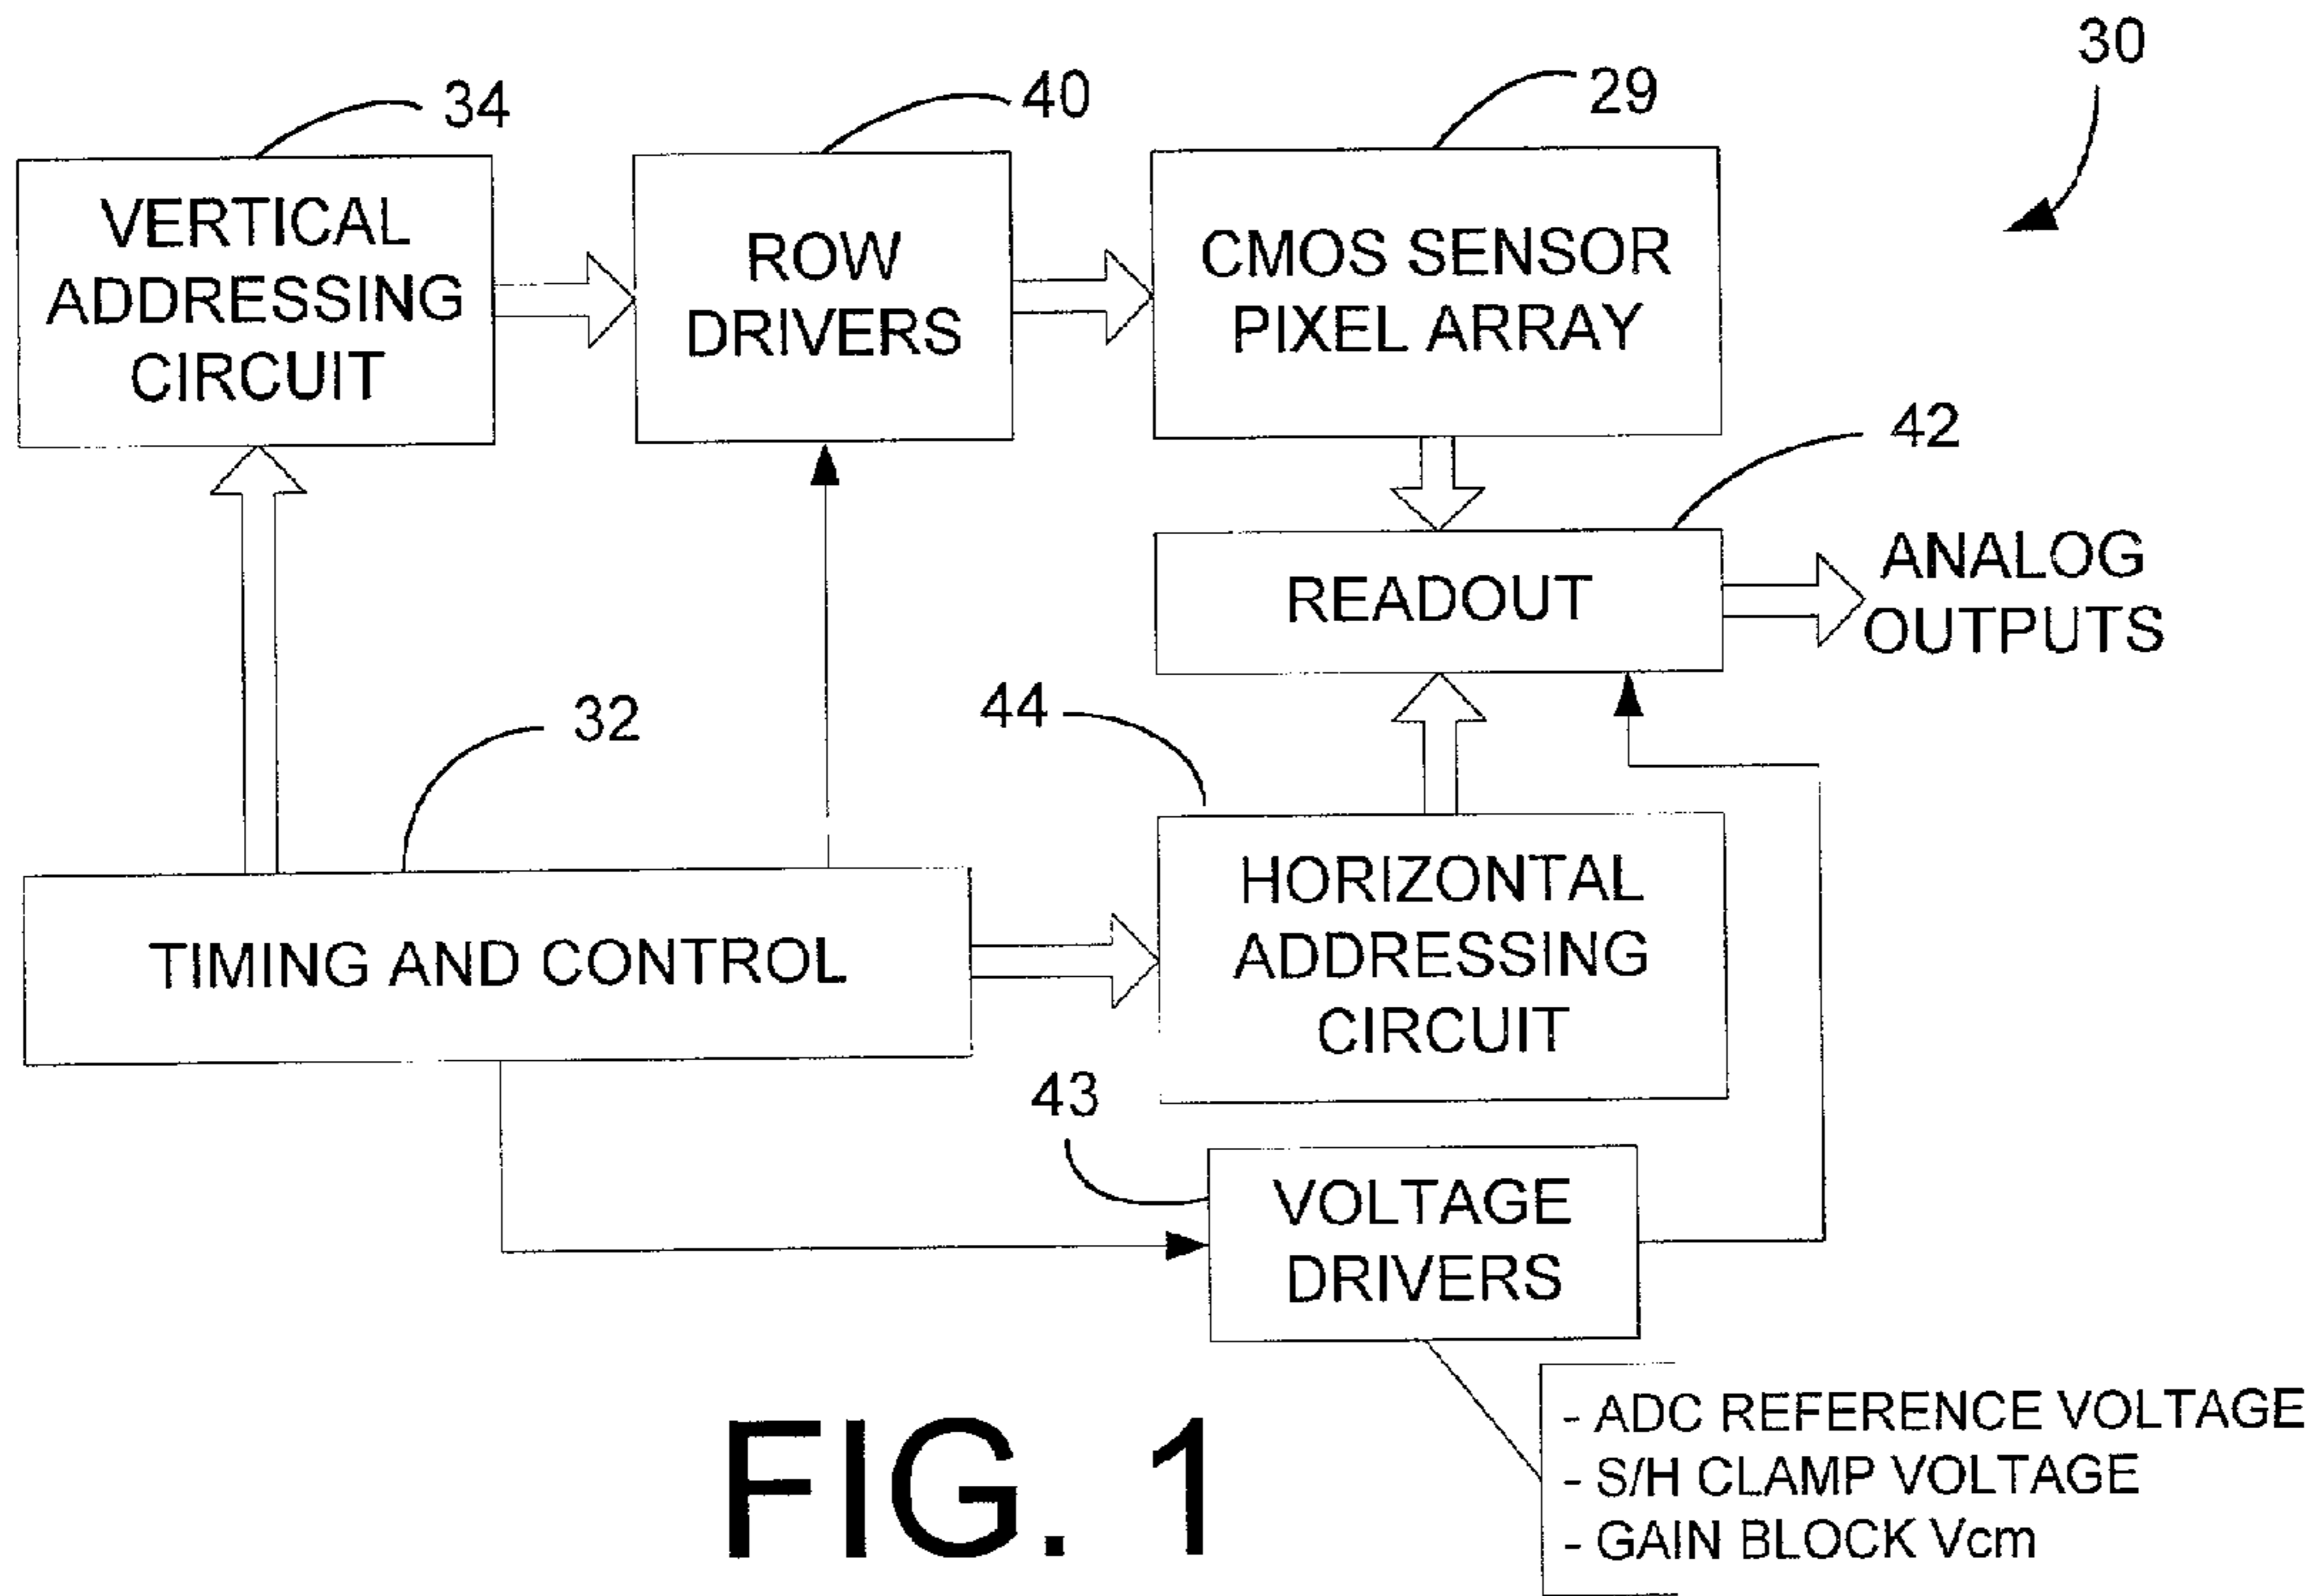 30
34
40
29
VERTICAL
ADDRESSING
CIRCUIT
ROW
DRIVERS
CMOS SENSOR
PIXEL ARRAY
42
READOUT
ANALOG
OUTPUTS
32
44
TIMING AND CONTROL
HORIZONTAL
ADDRESSING
CIRCUIT
43
VOLTAGE
DRIVERS
- ADC REFERENCE VOLTAGE
- S/H CLAMP VOLTAGE
- GAIN BLOCK Vcm
FIG. 1